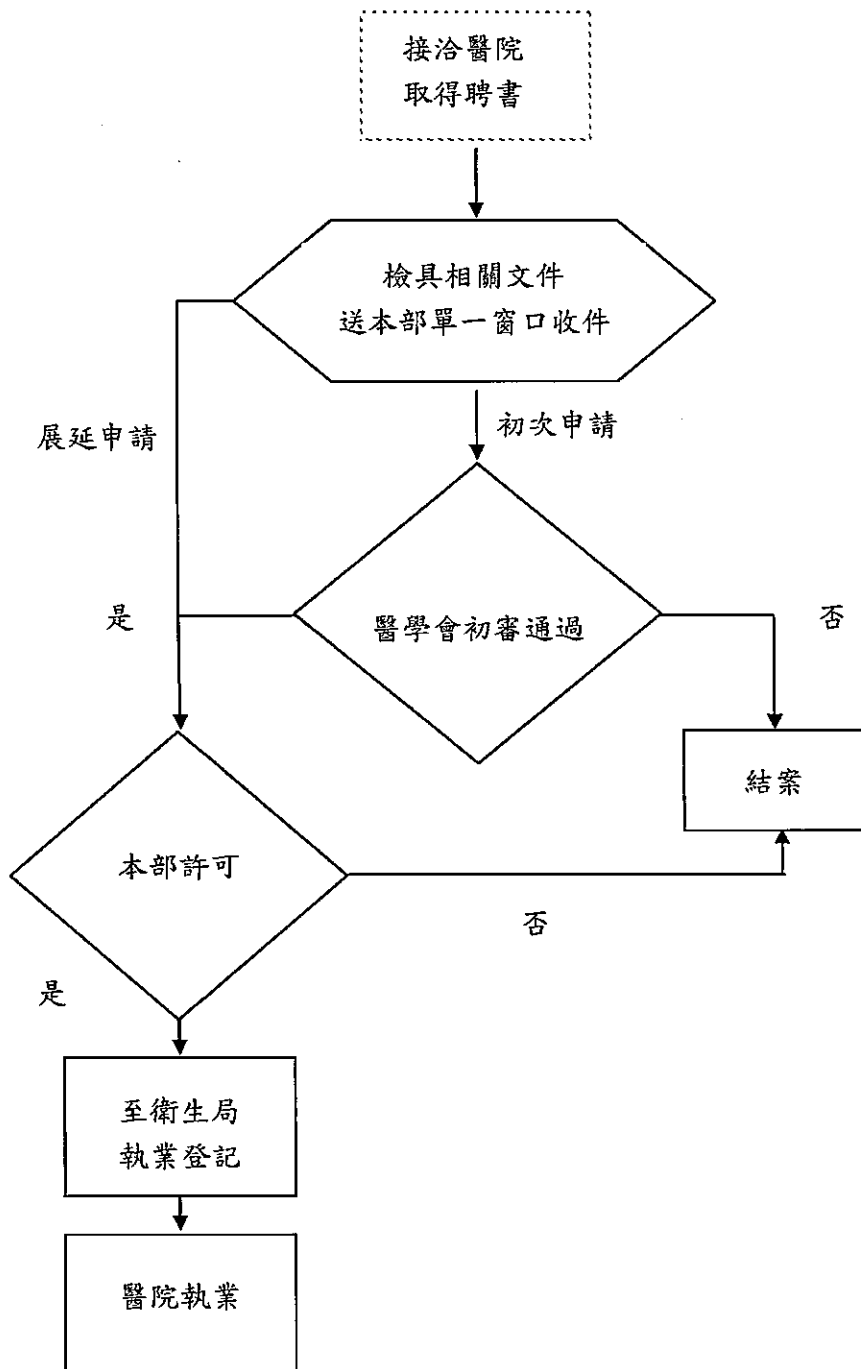 接洽醫院
取得聘書
檢具相關文件
送本部單一窗口收件
展延申請
初次申請
是
醫學會初審通過
否
結案
本部許可
否
是
至衛生局
執業登記
醫院執業